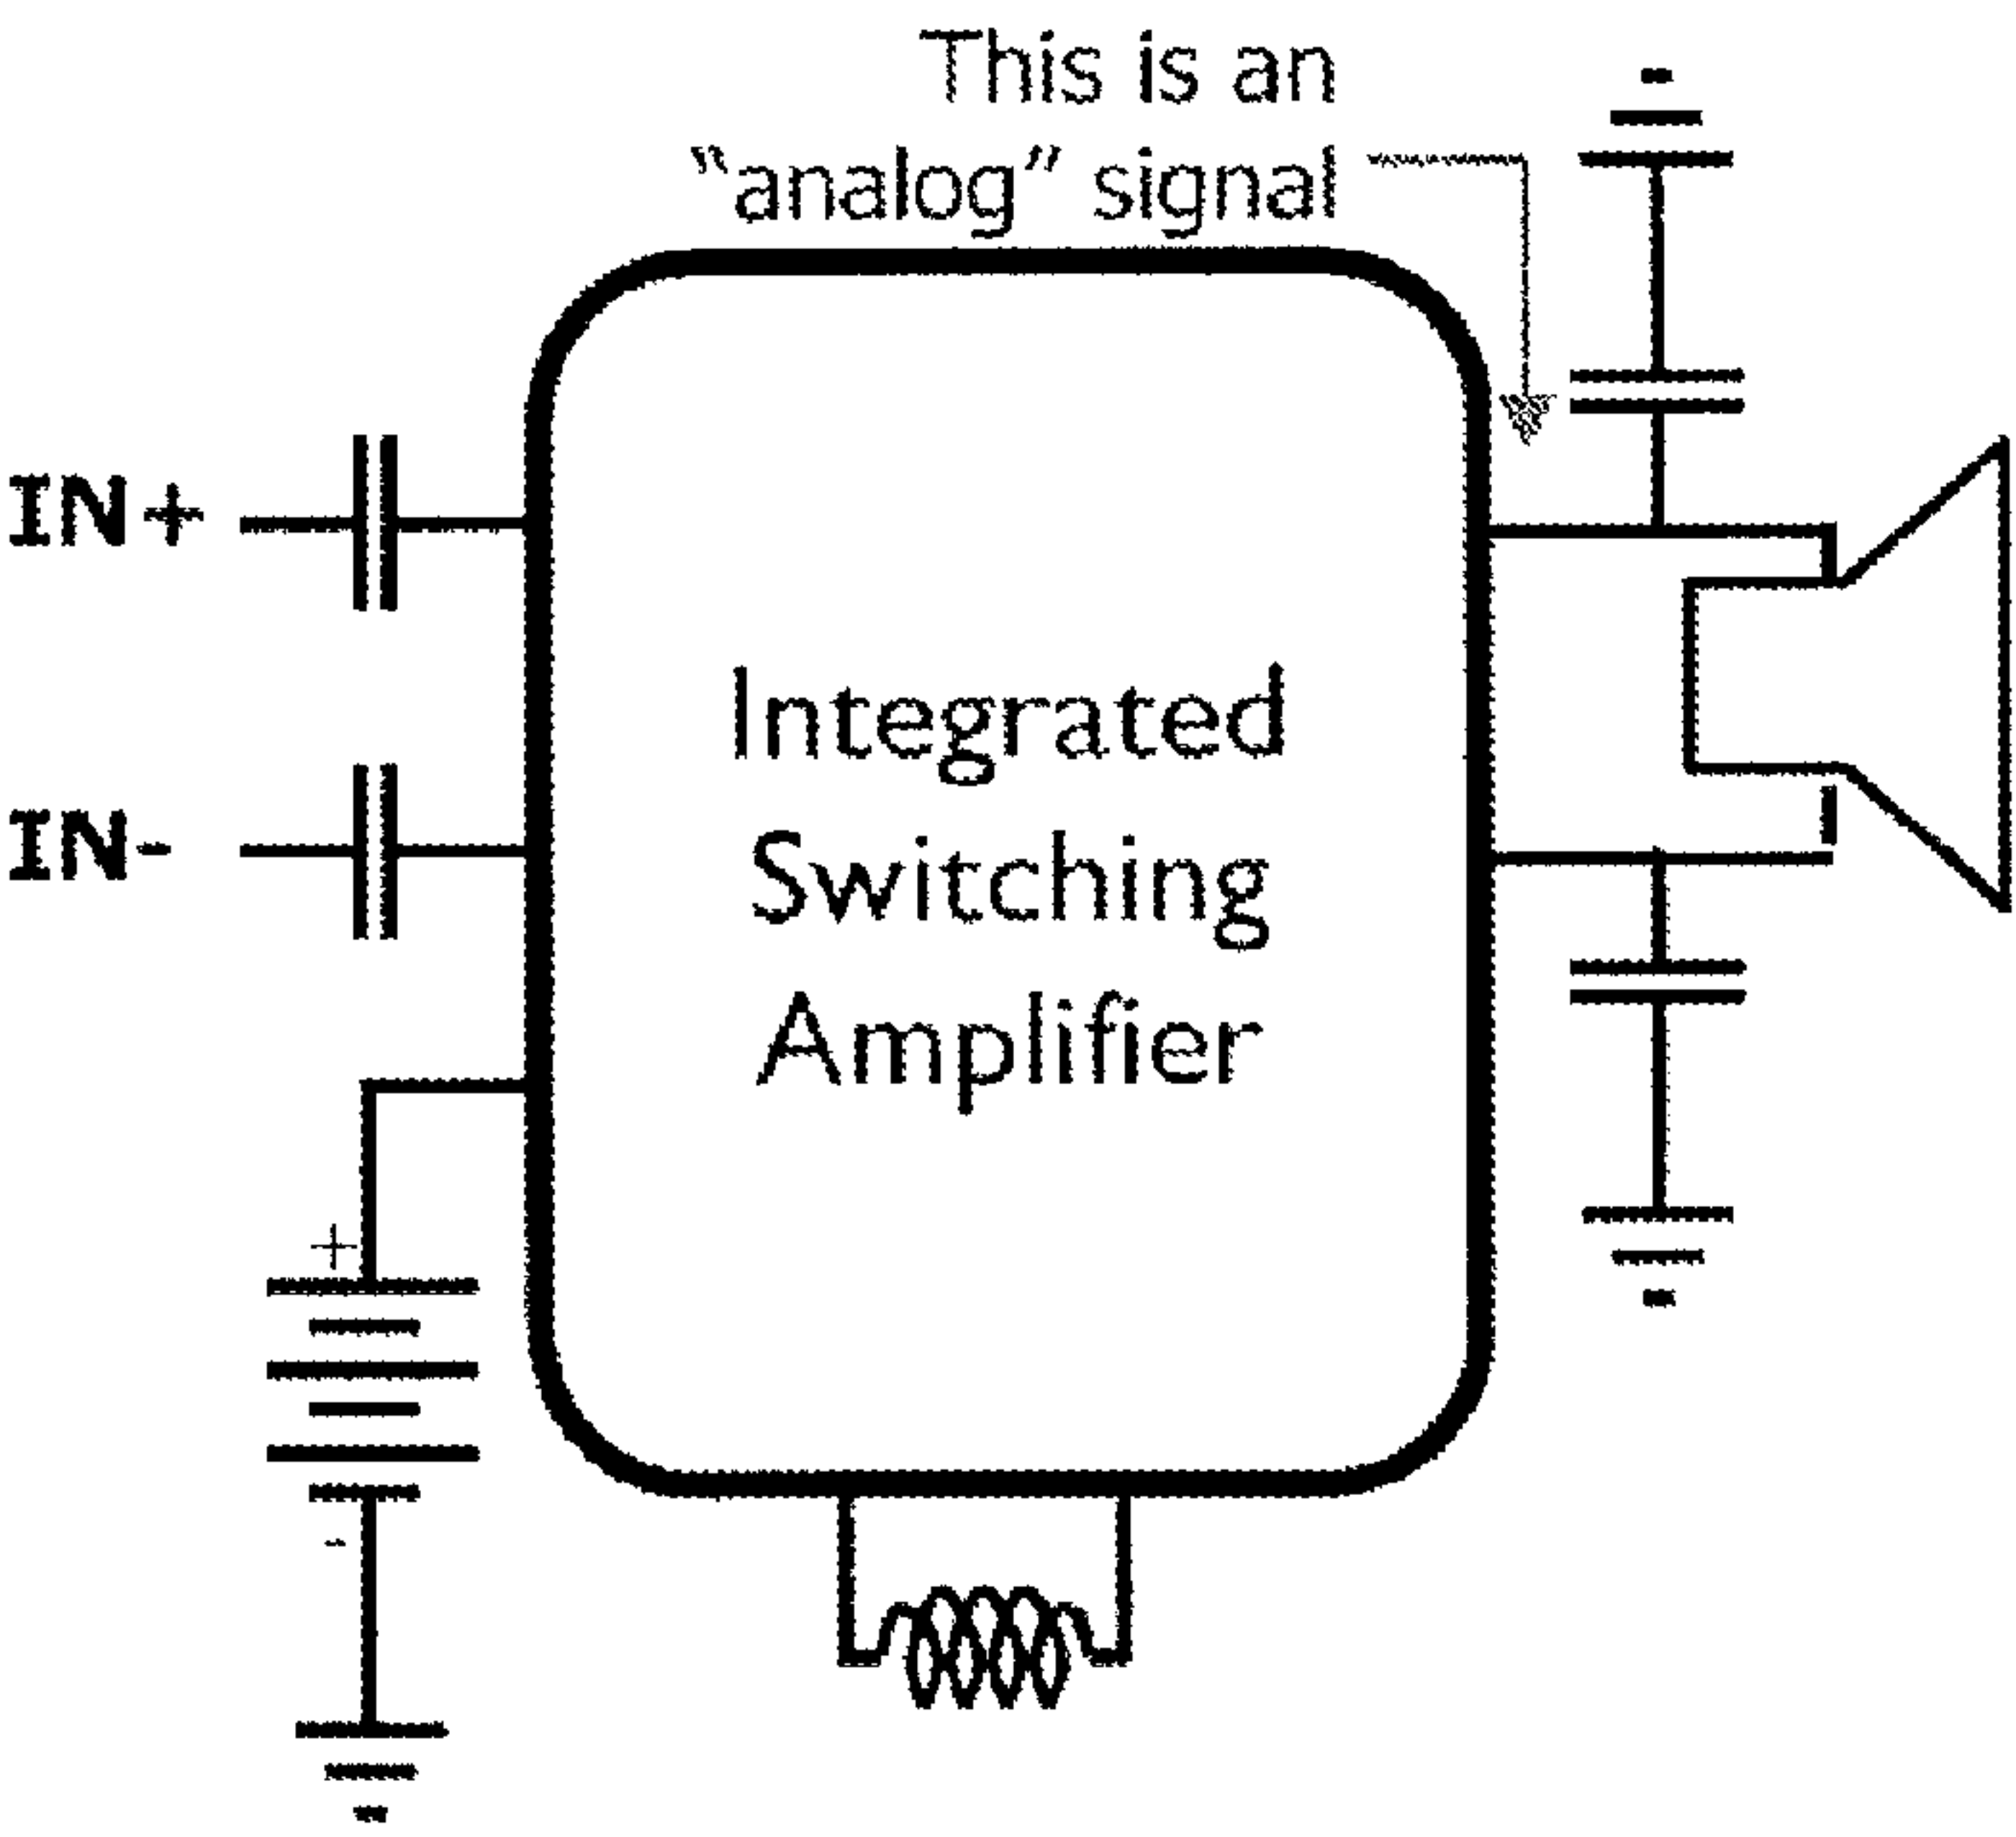 This is an
“analog” signal
IN+
Integrated
IN-
Switching
Amplifier
+
-